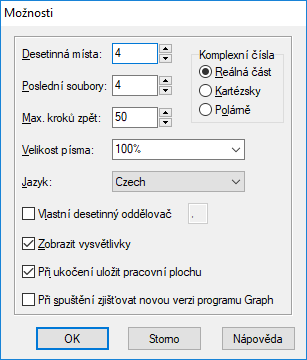 Možnosti
Desetinná místa: 4
Poslední soubory: 4
Max. kroků zpět: 50
Komplexní čísla
Reálná část
Kartézsky
Polárně
Velikost písma: 100%
Jazyk: Czech
Vlastní desetinný oddělovač .
Zobrazit vysvětlivky
Při ukočení uložit pracovní plochu
Při spuštění zjišťovat novou verzi programu Graph
OK Storno Nápověda